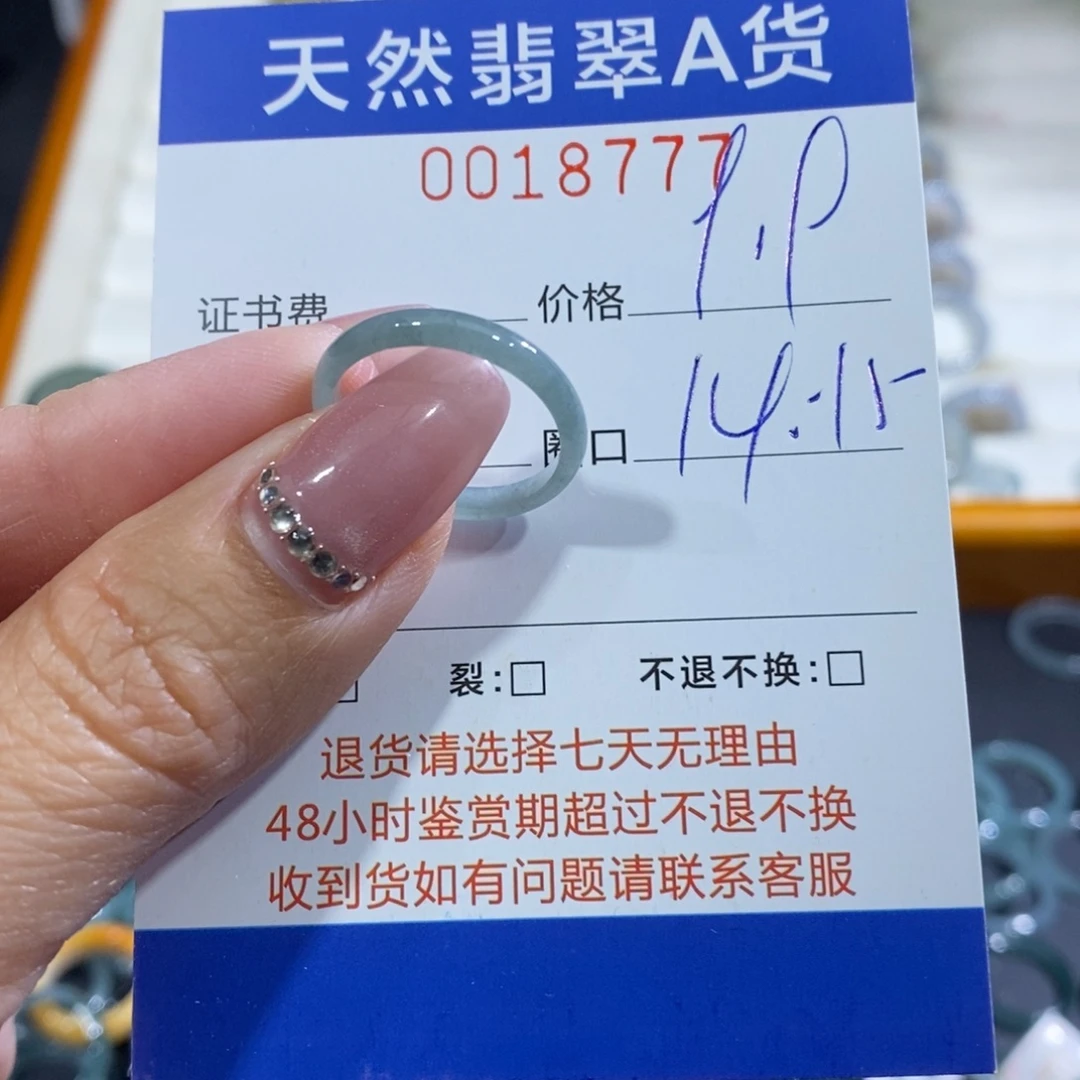 天然翡翠A货
0018777
证书费 价格
圈口 14.15
裂:□ 不退不换:□
退货请选择七天无理由
48小时鉴赏期超过不退不换
收到货如有问题请联系客服